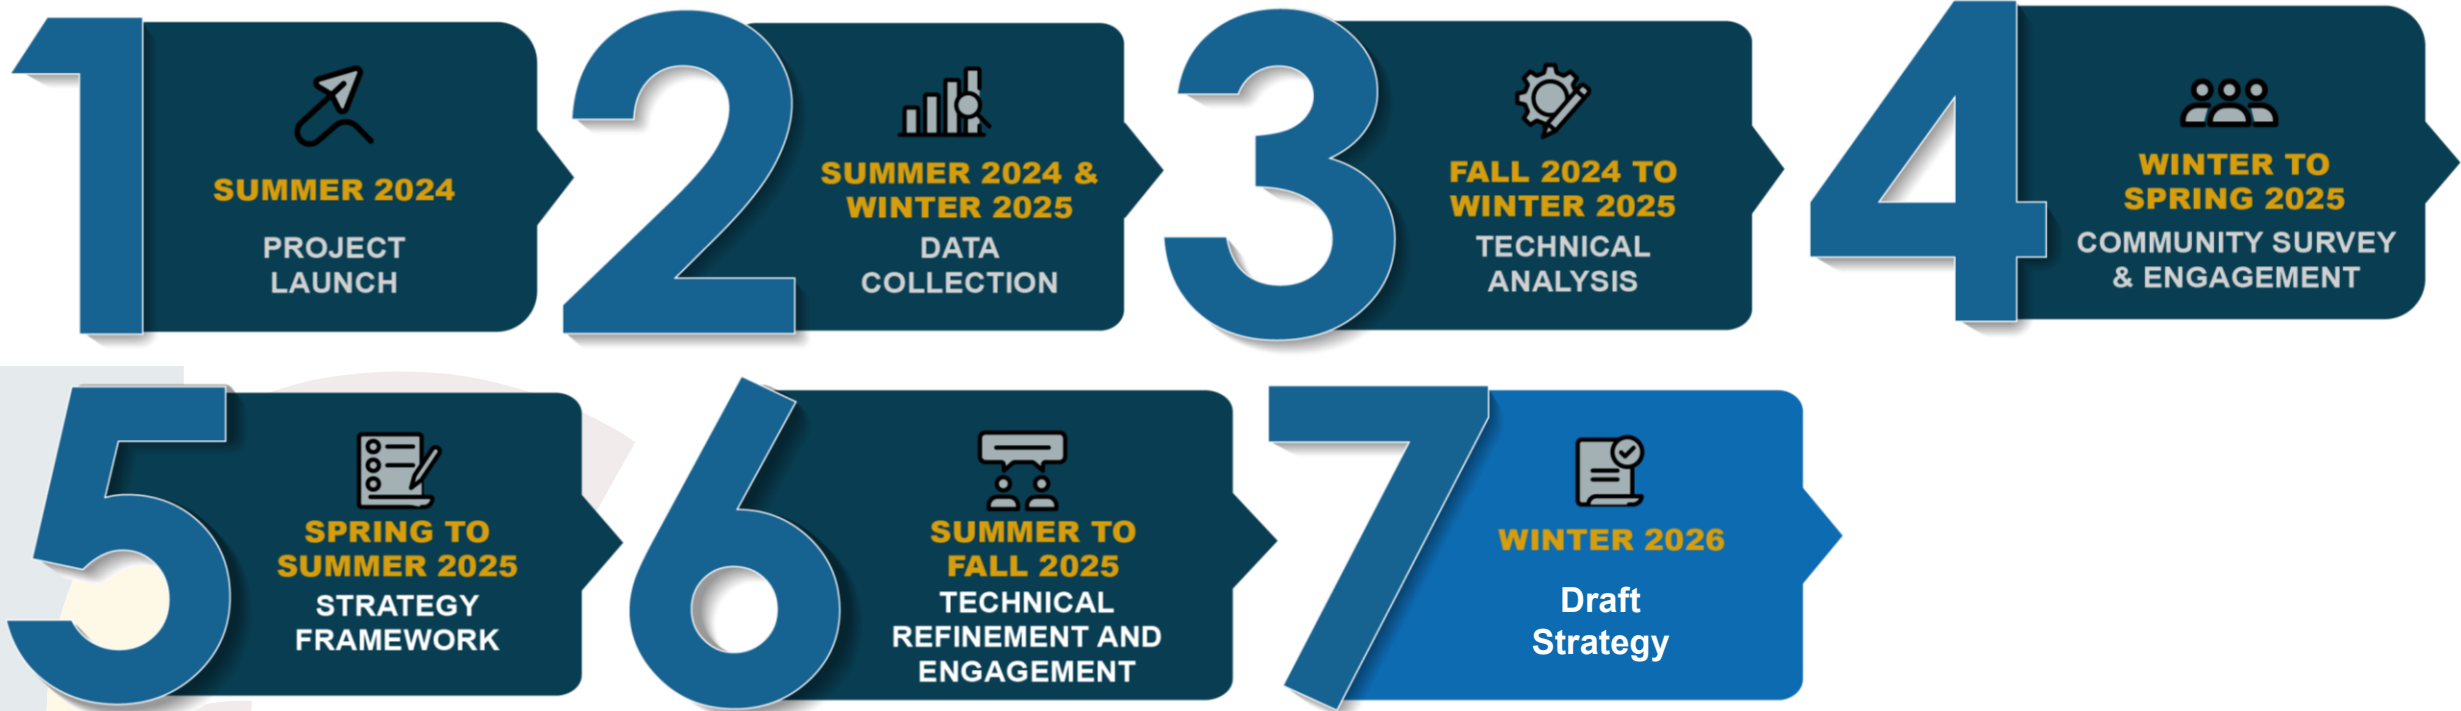 1
SUMMER 2024
PROJECT
LAUNCH
2
SUMMER 2024 &
WINTER 2025
DATA
COLLECTION
3
FALL 2024 TO
WINTER 2025
TECHNICAL
ANALYSIS
4
WINTER TO
SPRING 2025
COMMUNITY SURVEY
& ENGAGEMENT
5
SPRING TO
SUMMER 2025
STRATEGY
FRAMEWORK
6
SUMMER TO
FALL 2025
TECHNICAL
REFINEMENT AND
ENGAGEMENT
7
WINTER 2026
Draft
Strategy